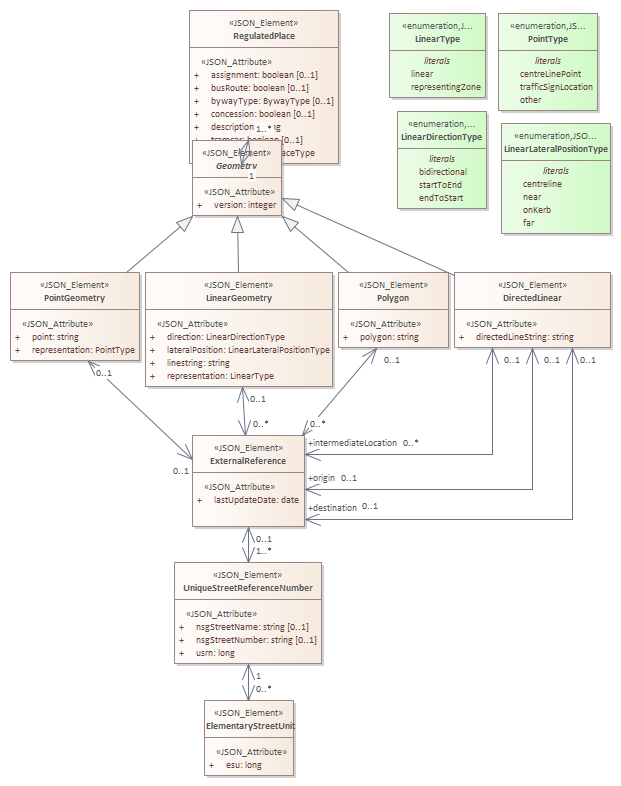 «JSON_Element»
RegulatedPlace
«JSON_Attribute»
+ assignment: boolean [0..1]
+ busRoute: boolean [0..1]
+ bywayType: BywayType [0..1]
+ concession: boolean [0..1]
+ description
1..*
«JSON_Element»
Geometry
1
«JSON_Attribute»
+ version: integer
«enumeration,J...
LinearType
literals
linear
representingZone
«enumeration,JS...
PointType
literals
centreLinePoint
trafficSignLocation
other
«enumeration,...
LinearDirectionType
literals
bidirectional
startToEnd
endToStart
«enumeration,JSO...
LinearLateralPositionType
literals
centreline
near
onKerb
far
«JSON_Element»
PointGeometry
«JSON_Attribute»
+ point: string
+ representation: PointType
«JSON_Element»
LinearGeometry
«JSON_Attribute»
+ direction: LinearDirectionType
+ lateralPosition: LinearLateralPositionType
+ linestring: string
+ representation: LinearType
«JSON_Element»
Polygon
«JSON_Attribute»
+ polygon: string
«JSON_Element»
DirectedLinear
«JSON_Attribute»
+ directedLineString: string
0..1
0..1
0..1
0..1
0..1
0..1
0..*
0..*
+intermediateLocation 0..*
0..1
+origin 0..1
+destination 0..1
«JSON_Element»
ExternalReference
«JSON_Attribute»
+ lastUpdateDate: date
0..1
1..*
«JSON_Element»
UniqueStreetReferenceNumber
«JSON_Attribute»
+ nsgStreetName: string [0..1]
+ nsgStreetNumber: string [0..1]
+ usrn: long
1
0..*
«JSON_Element»
ElementaryStreetUnit
«JSON_Attribute»
+ esu: long